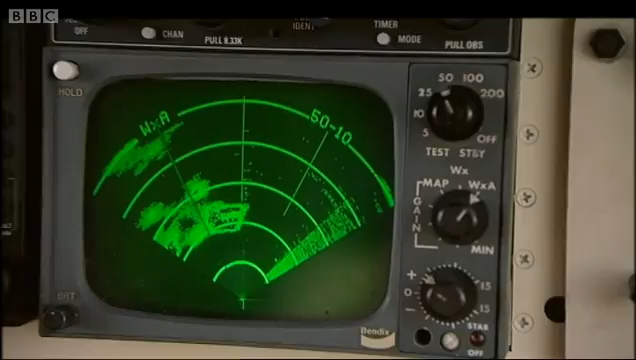 BBC
OFF
CHAN
PULL 8.33K
IDENT
TIMER
MODE
PULL OBS
HOLD
WxA
50-10
50 100
25 200
10
5 OFF
TEST STBY
Wx
MAP WxA
GAIN
MIN
+
0 15
− 15
STAB
OFF
BRT
Bendix